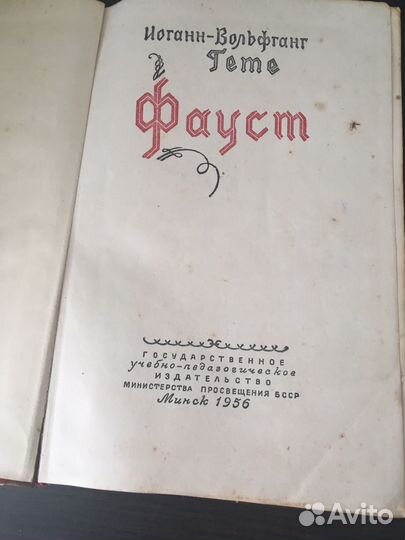 Иоганн-Вольфганг
Гете
Фауст
ГОСУДАРСТВЕННОЕ
учебно-педагогическое
ИЗДАТЕЛЬСТВО
МИНИСТЕРСТВА ПРОСВЕЩЕНИЯ БССР
Минск 1956
Avito